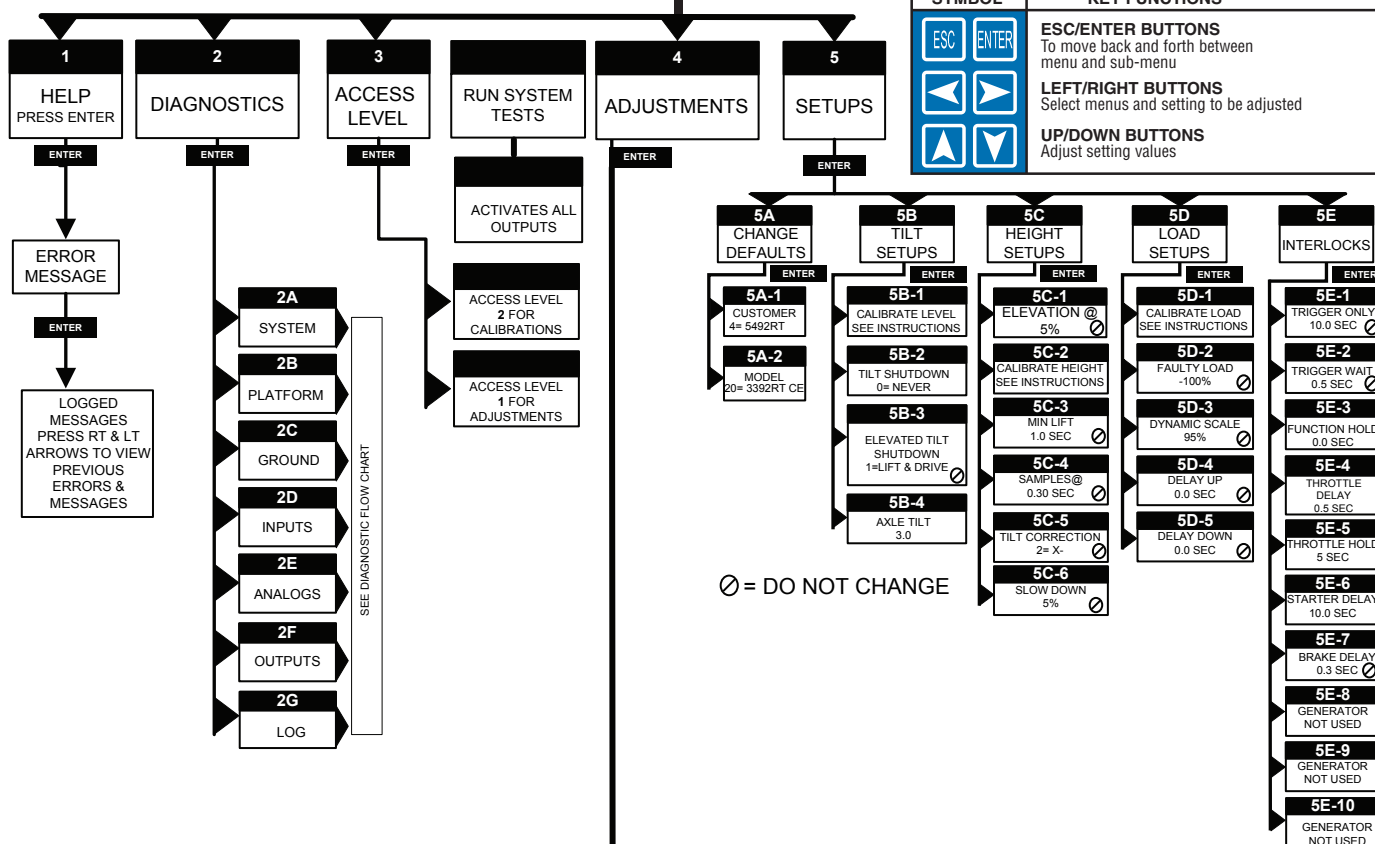 SYMBOL KEY FUNCTIONS
ESC ENTER
ESC/ENTER BUTTONS
To move back and forth between
menu and sub-menu
LEFT/RIGHT BUTTONS
Select menus and setting to be adjusted
UP/DOWN BUTTONS
Adjust setting values
1
HELP
PRESS ENTER
ENTER
ERROR
MESSAGE
ENTER
LOGGED
MESSAGES
PRESS RT & LT
ARROWS TO VIEW
PREVIOUS
ERRORS &
MESSAGES
2
DIAGNOSTICS
ENTER
2A
SYSTEM
2B
PLATFORM
2C
GROUND
2D
INPUTS
2E
ANALOGS
2F
OUTPUTS
2G
LOG
SEE DIAGNOSTIC FLOW CHART
3
ACCESS
LEVEL
ENTER
ACCESS LEVEL
2 FOR
CALIBRATIONS
ACCESS LEVEL
1 FOR
ADJUSTMENTS
RUN SYSTEM
TESTS
ACTIVATES ALL
OUTPUTS
4
ADJUSTMENTS
ENTER
5
SETUPS
ENTER
5A
CHANGE
DEFAULTS
ENTER
5A-1
CUSTOMER
4= 5492RT
5A-2
MODEL
20= 3392RT CE
5B
TILT
SETUPS
ENTER
5B-1
CALIBRATE LEVEL
SEE INSTRUCTIONS
5B-2
TILT SHUTDOWN
0= NEVER
5B-3
ELEVATED TILT
SHUTDOWN
1=LIFT & DRIVE
5B-4
AXLE TILT
3.0
5C
HEIGHT
SETUPS
ENTER
5C-1
ELEVATION @
5%
5C-2
CALIBRATE HEIGHT
SEE INSTRUCTIONS
5C-3
MIN LIFT
1.0 SEC
5C-4
SAMPLES@
0.30 SEC
5C-5
TILT CORRECTION
2= X-
5C-6
SLOW DOWN
5%
5D
LOAD
SETUPS
ENTER
5D-1
CALIBRATE LOAD
SEE INSTRUCTIONS
5D-2
FAULTY LOAD
-100%
5D-3
DYNAMIC SCALE
95%
5D-4
DELAY UP
0.0 SEC
5D-5
DELAY DOWN
0.0 SEC
5E
INTERLOCKS
ENTER
5E-1
TRIGGER ONLY
10.0 SEC
5E-2
TRIGGER WAIT
0.5 SEC
5E-3
FUNCTION HOLD
0.0 SEC
5E-4
THROTTLE
DELAY
0.5 SEC
5E-5
THROTTLE HOLD
5 SEC
5E-6
STARTER DELAY
10.0 SEC
5E-7
BRAKE DELAY
0.3 SEC
5E-8
GENERATOR
NOT USED
5E-9
GENERATOR
NOT USED
5E-10
GENERATOR
NOT USED
= DO NOT CHANGE